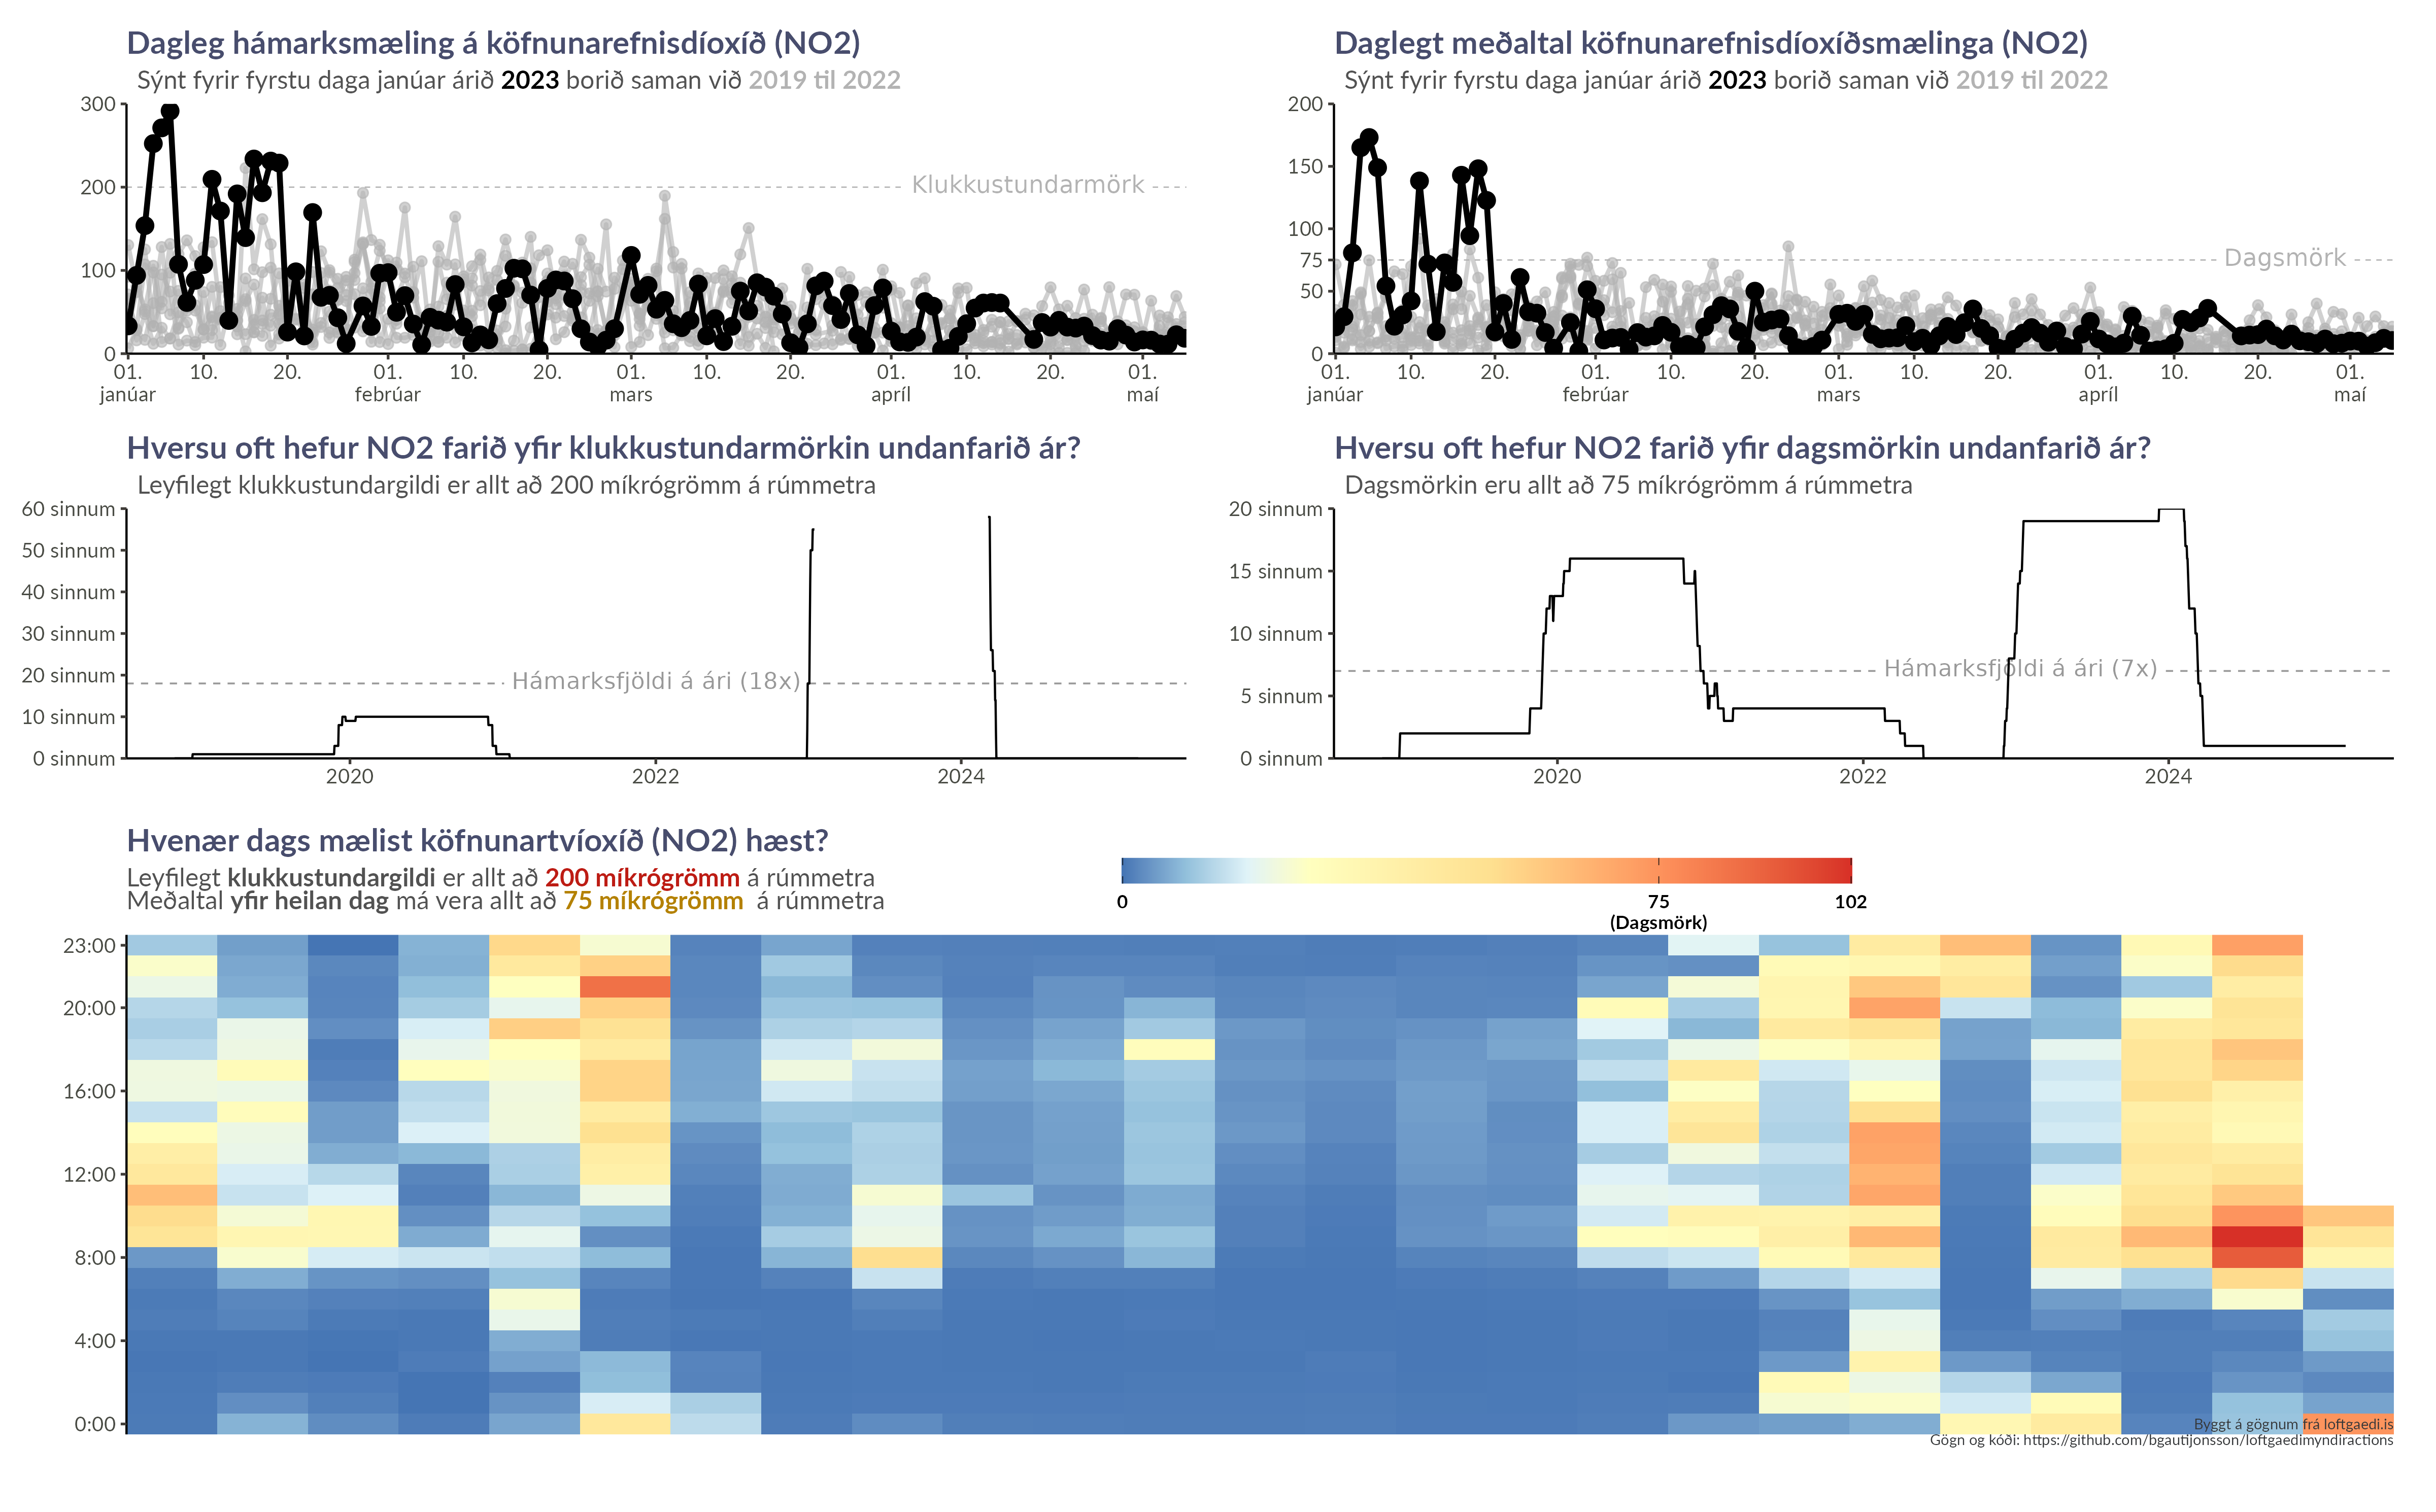 Dagleg hámarksmæling á köfnunarefnisdíoxíð (NO2)
Sýnt fyrir fyrstu daga janúar árið 2023 borið saman við 2019 til 2022
300
200
100
0
Klukkustundarmörk
01. 10. 20. 01. 10. 20. 01. 10. 20. 01. 10. 20. 01.
janúar febrúar mars apríl maí
Daglegt meðaltal köfnunarefnisdíoxíðsmælinga (NO2)
Sýnt fyrir fyrstu daga janúar árið 2023 borið saman við 2019 til 2022
200
150
100
75
50
0
Dagsmörk
01. 10. 20. 01. 10. 20. 01. 10. 20. 01. 10. 20. 01.
janúar febrúar mars apríl maí
Hversu oft hefur NO2 farið yfir klukkustundarmörkin undanfarið ár?
Leyfilegt klukkustundargildi er allt að 200 míkrógrömm á rúmmetra
60 sinnum
50 sinnum
40 sinnum
30 sinnum
20 sinnum
10 sinnum
0 sinnum
Hámarksfjöldi á ári (18x)
2020 2022 2024
Hversu oft hefur NO2 farið yfir dagsmörkin undanfarið ár?
Dagsmörkin eru allt að 75 míkrógrömm á rúmmetra
20 sinnum
15 sinnum
10 sinnum
5 sinnum
0 sinnum
Hámarksfjöldi á ári (7x)
2020 2022 2024
Hvenær dags mælist köfnunartvíoxíð (NO2) hæst?
Leyfilegt klukkustundargildi er allt að 200 míkrógrömm á rúmmetra
Meðaltal yfir heilan dag má vera allt að 75 míkrógrömm á rúmmetra
0 75 102
(Dagsmörk)
23:00
20:00
16:00
12:00
8:00
4:00
0:00
Byggt á gögnum frá loftgaedi.is
Gögn og kóði: https://github.com/bgautijonsson/loftgaedimyndiractions